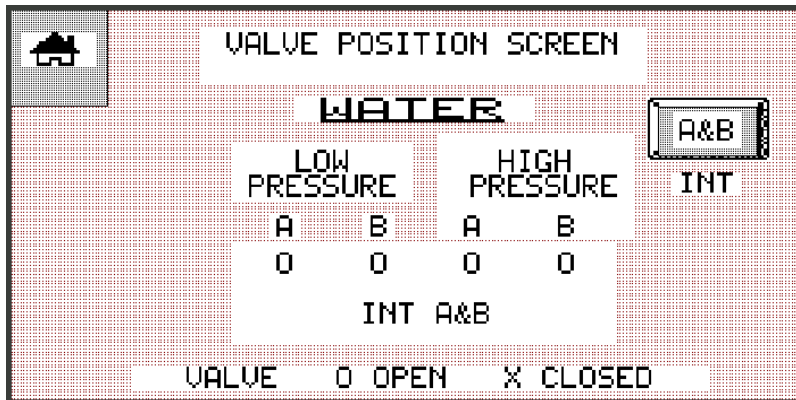 VALVE POSITION SCREEN
WATER
A&B
LOW PRESSURE
HIGH PRESSURE
INT
A B A B
O O O O
INT A&B
VALVE O OPEN X CLOSED